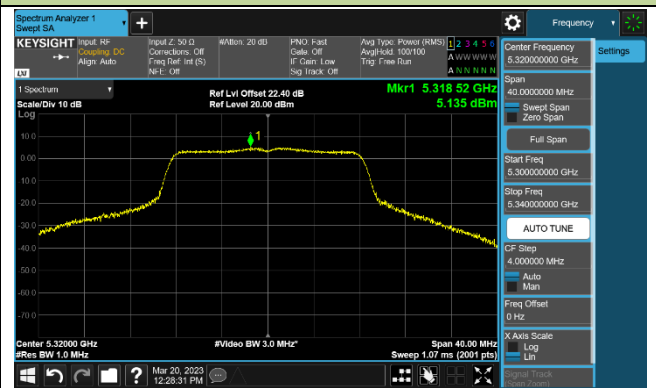 Spectrum Analyzer 1
Swept SA
Frequency
KEYSIGHT
Input: RF
Coupling: DC
Align: Auto
Input Z: 50 Ω
Corrections: Off
Freq Ref: Int (S)
NFE: Off
#Atten: 20 dB
PNO: Fast
Gate: Off
IF Gain: Low
Sig Track: Off
Avg Type: Power (RMS)
Avg|Hold: 100/100
Trig: Free Run
1 2 3 4 5 6
A W W W W W
A N N N N N
LXI
1 Spectrum
Scale/Div 10 dB
Log
Ref Lvl Offset 22.40 dB
Ref Level 20.00 dBm
Mkr1 5.318 52 GHz
5.135 dBm
1
10.0
0.00
-10.0
-20.0
-30.0
-40.0
-50.0
-60.0
-70.0
Center 5.32000 GHz
#Res BW 1.0 MHz
#Video BW 3.0 MHz*
Span 40.00 MHz
Sweep 1.07 ms (2001 pts)
Mar 20, 2023
12:28:31 PM
Center Frequency
5.320000000 GHz
Span
40.0000000 MHz
Swept Span
Zero Span
Full Span
Start Freq
5.300000000 GHz
Stop Freq
5.340000000 GHz
AUTO TUNE
CF Step
4.000000 MHz
Auto
Man
Freq Offset
0 Hz
X Axis Scale
Log
Lin
Signal Track
(Span Zoom)
Settings